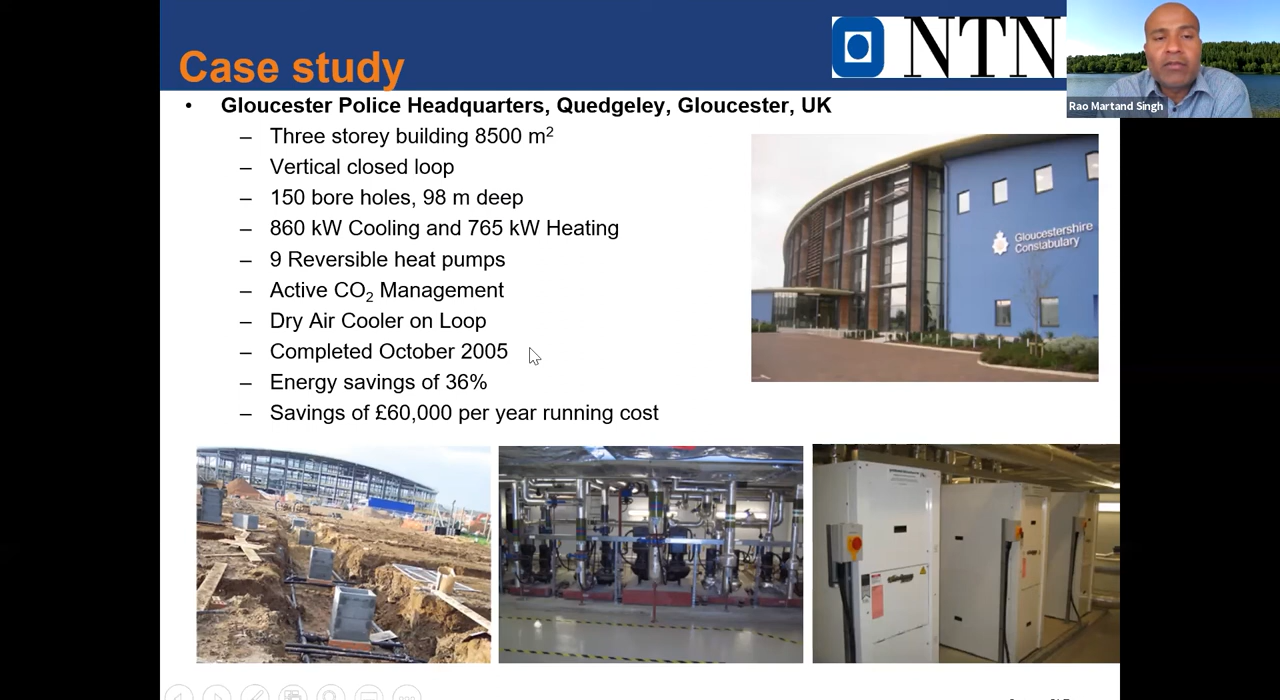 Case study
NTN
Rao Martand Singh
• Gloucester Police Headquarters, Quedgeley, Gloucester, UK
– Three storey building 8500 m²
– Vertical closed loop
– 150 bore holes, 98 m deep
– 860 kW Cooling and 765 kW Heating
– 9 Reversible heat pumps
– Active CO₂ Management
– Dry Air Cooler on Loop
– Completed October 2005
– Energy savings of 36%
– Savings of £60,000 per year running cost
Gloucestershire
Constabulary